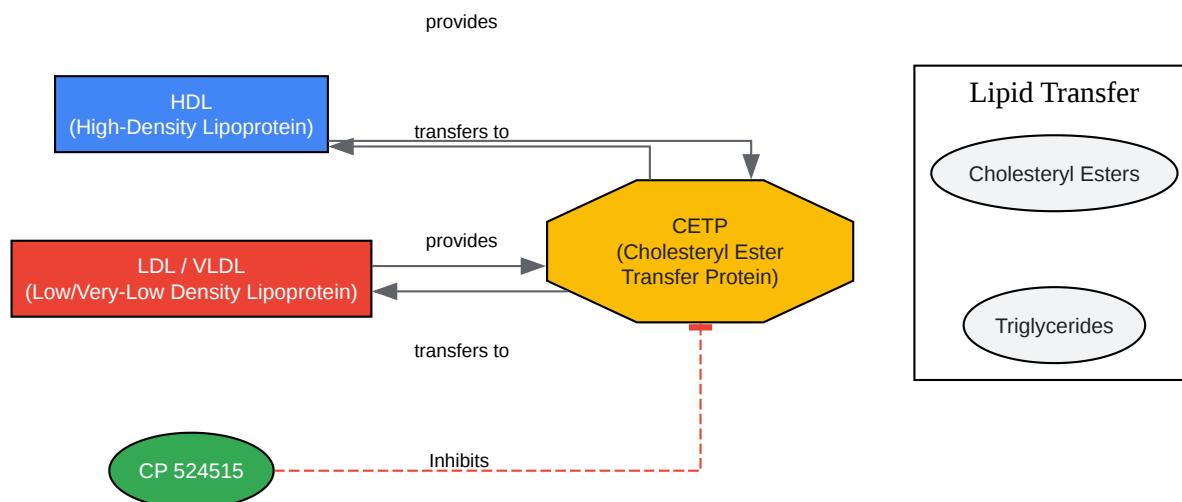 provides
HDL
(High-Density Lipoprotein)
transfers to
LDL / VLDL
(Low/Very-Low Density Lipoprotein)
provides
CETP
(Cholesteryl Ester
Transfer Protein)
transfers to
CP 524515
Inhibits
Lipid Transfer
Cholesteryl Esters
Triglycerides